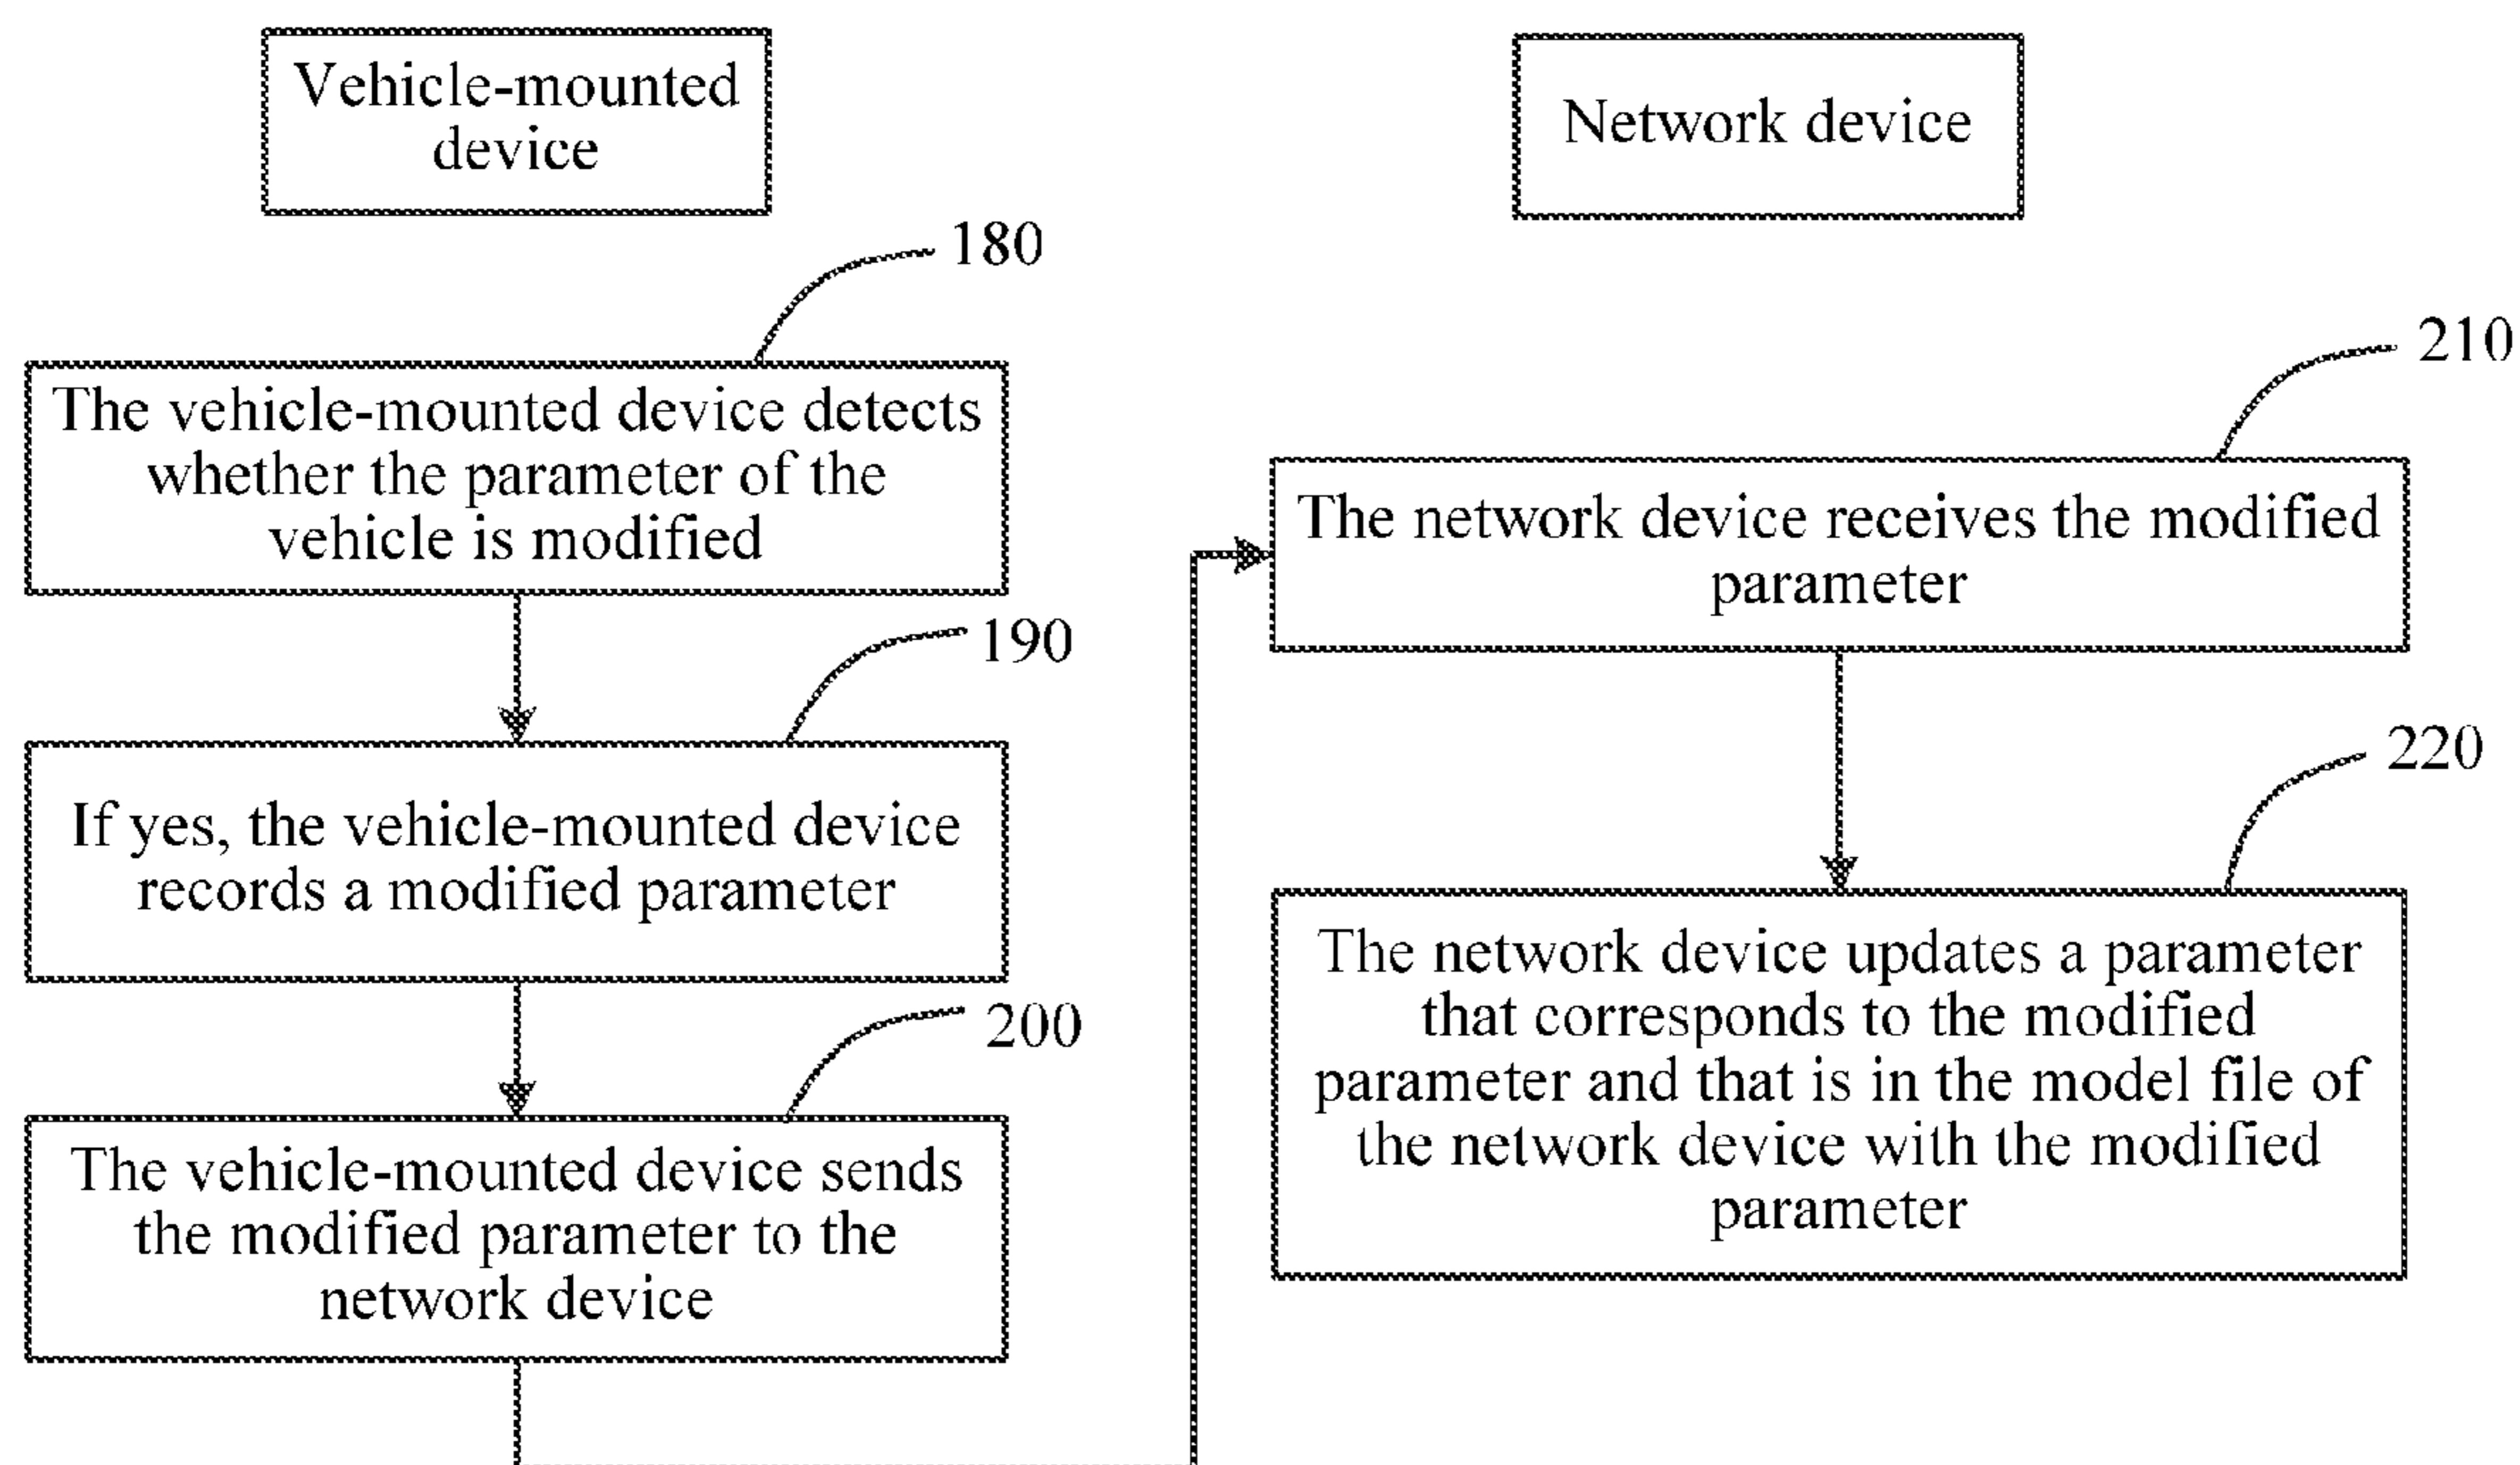 Vehicle-mounted
device
180
The vehicle-mounted device detects
whether the parameter of the
vehicle is modified
190
If yes, the vehicle-mounted device
records a modified parameter
200
The vehicle-mounted device sends
the modified parameter to the
network device
Network device
210
The network device receives the modified
parameter
220
The network device updates a parameter
that corresponds to the modified
parameter and that is in the model file of
the network device with the modified
parameter